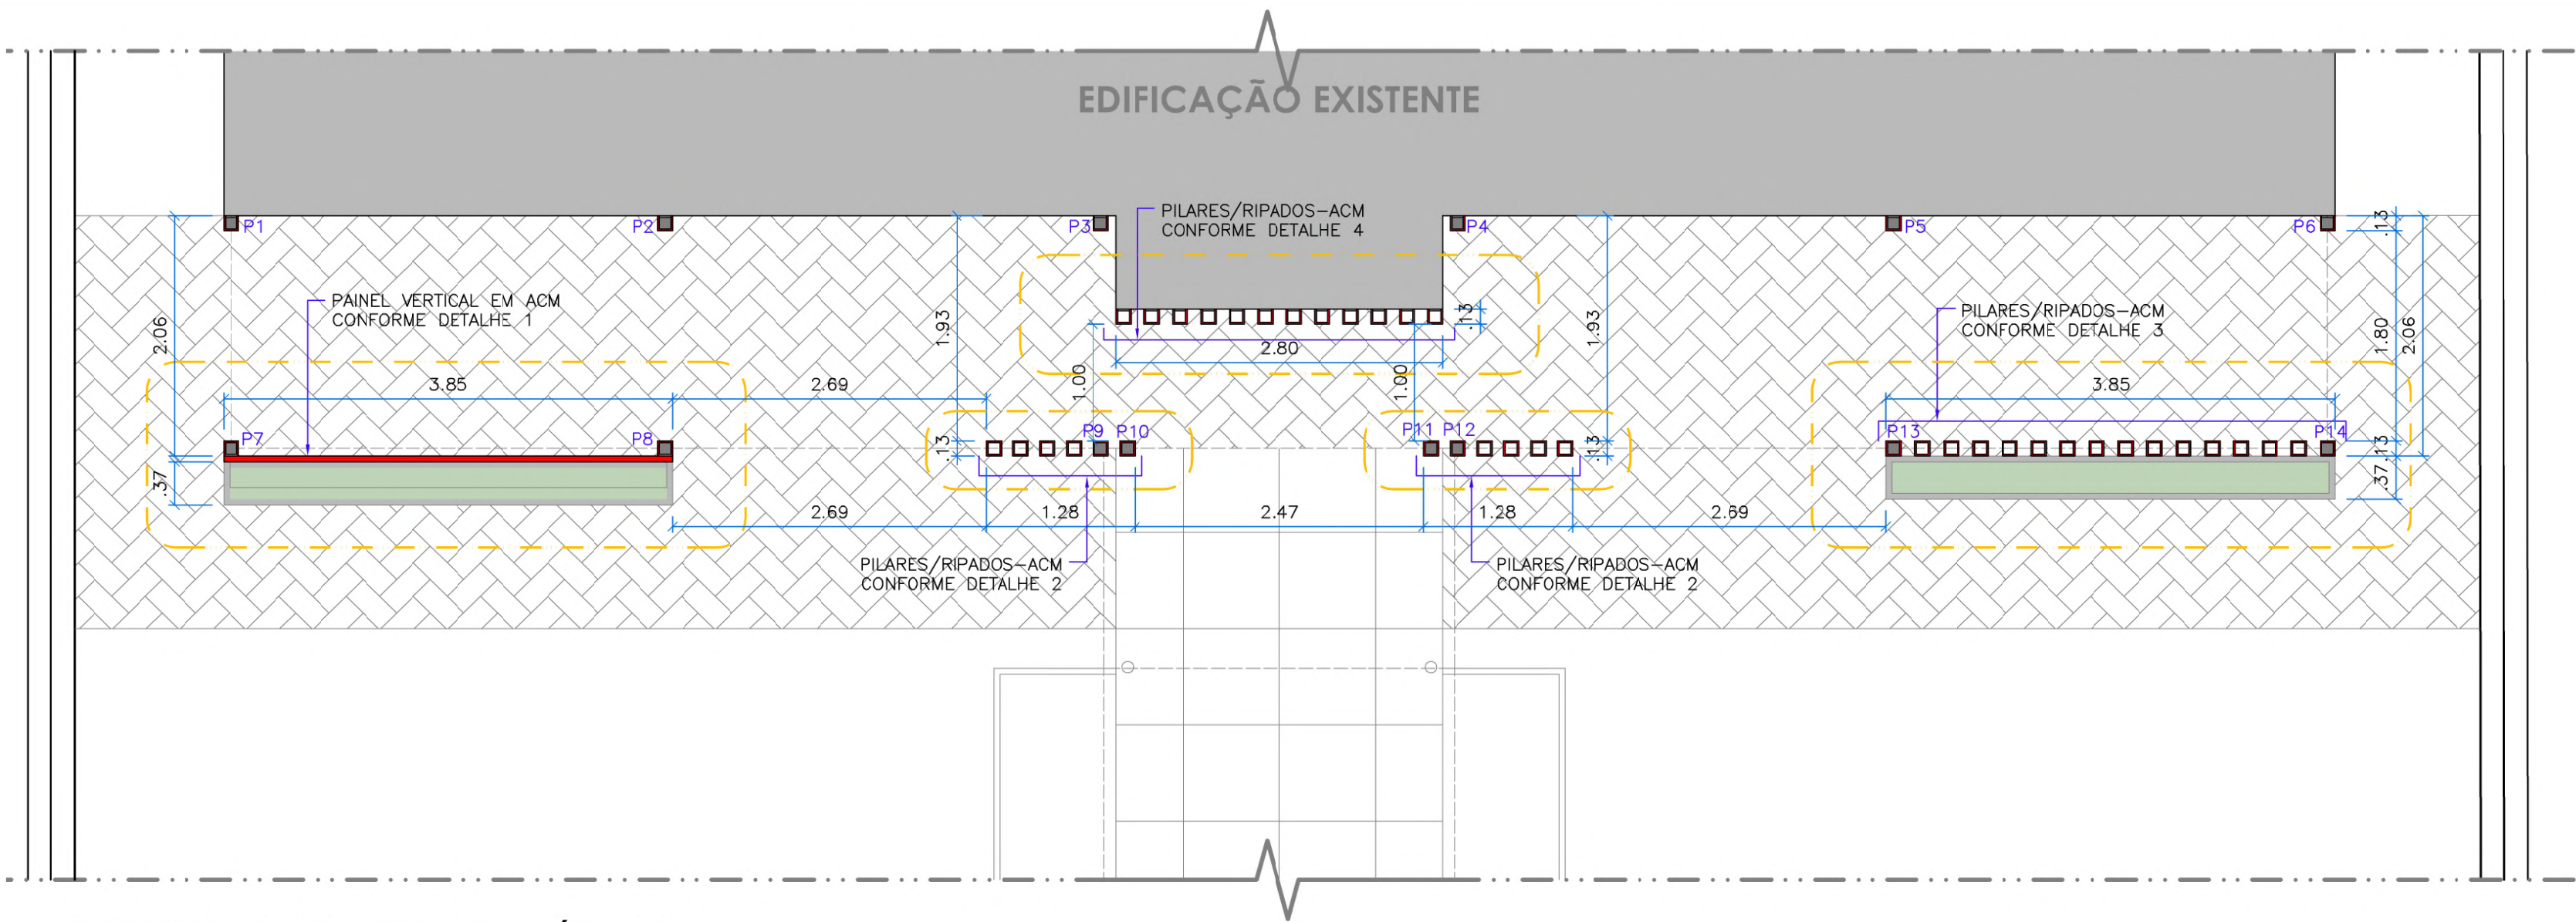 EDIFICAÇÃO EXISTENTE
P1
P2
P3
PILARES/RIPADOS-ACM
CONFORME DETALHE 4
P4
P5
P6
.13
PAINEL VERTICAL EM ACM
CONFORME DETALHE 1
2.06
1.93
.13
2.80
1.00
1.00
1.93
PILARES/RIPADOS-ACM
CONFORME DETALHE 3
1.80
2.06
3.85
2.69
3.85
P7
P8
.13
P9
P10
P11
P12
.13
P13
P14
.13
.37
.37
2.69
1.28
2.47
1.28
2.69
PILARES/RIPADOS-ACM
CONFORME DETALHE 2
PILARES/RIPADOS-ACM
CONFORME DETALHE 2